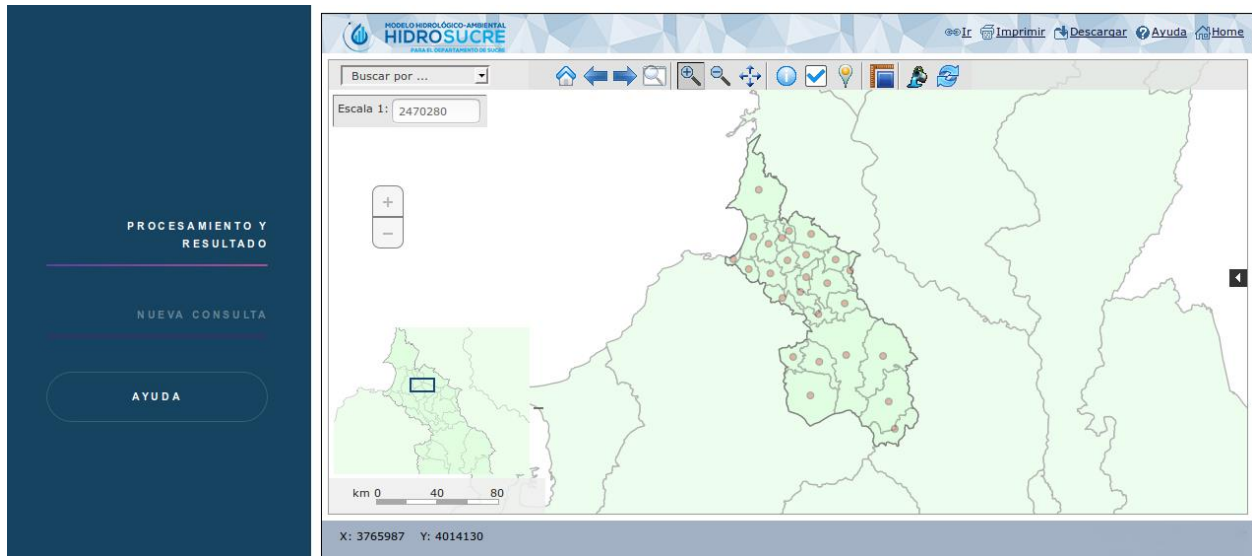 PROCESAMIENTO Y
RESULTADO
NUEVA CONSULTA
AYUDA
MODELO HIDROLÓGICO-AMBIENTAL
HIDROSUCRE
PARA EL DEPARTAMENTO DE SUCRE
Ir Imprimir Descargar Ayuda Home
Buscar por ...
Escala 1: 2470280
+
−
km 0 40 80
X: 3765987 Y: 4014130